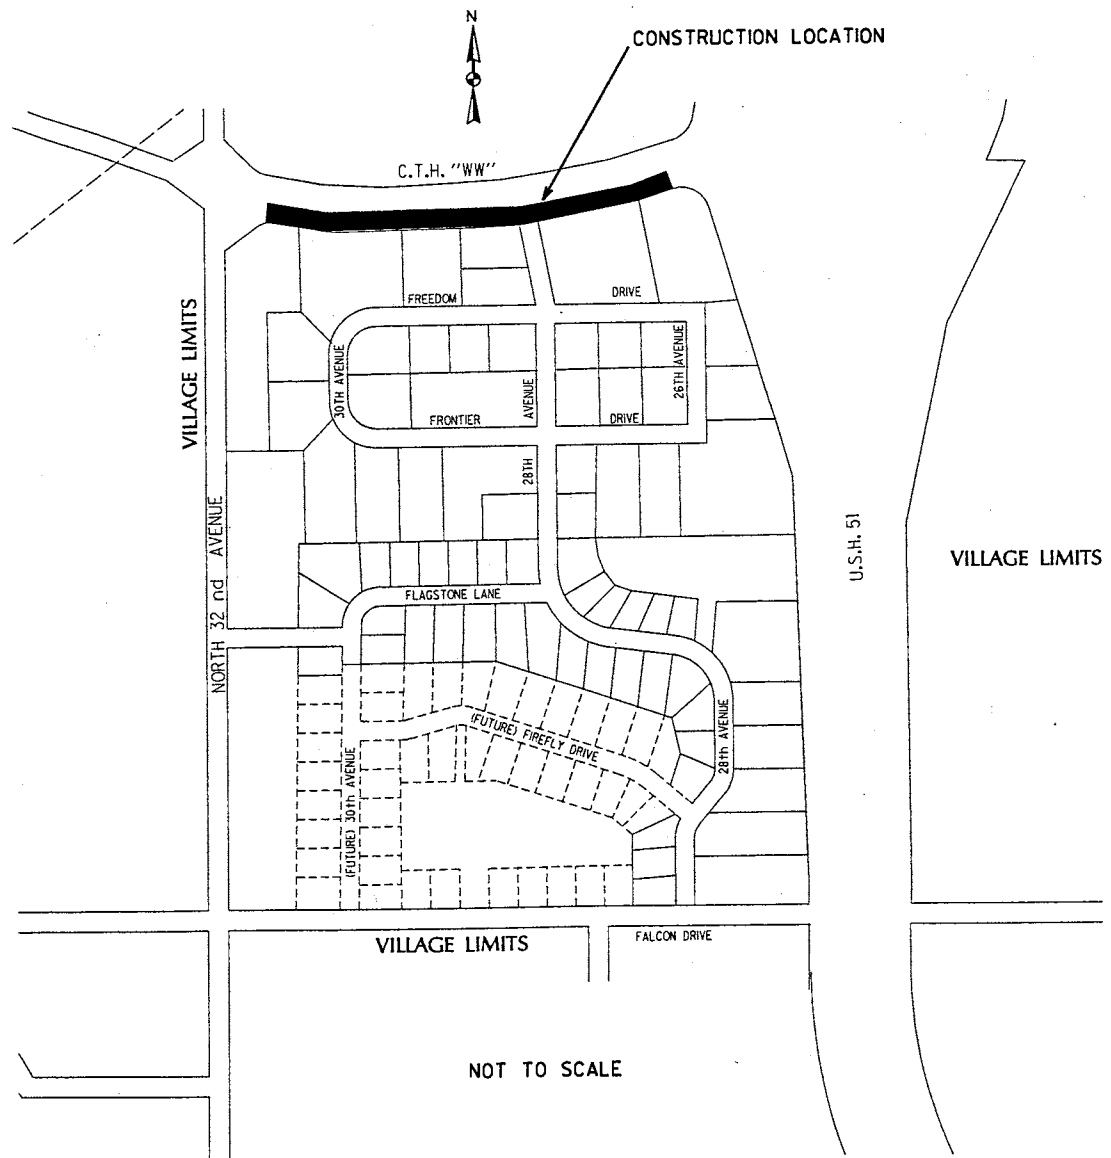 N
CONSTRUCTION LOCATION
C.T.H. "WW"
FREEDOM
DRIVE
VILLAGE LIMITS
30TH AVENUE
26TH AVENUE
AVENUE
FRONTIER
DRIVE
28TH
NORTH 32 nd AVENUE
U.S.H. 51
VILLAGE LIMITS
FLAGSTONE LANE
(FUTURE) FIREFLY DRIVE
28th AVENUE
(FUTURE) 30th AVENUE
VILLAGE LIMITS
FALCON DRIVE
NOT TO SCALE